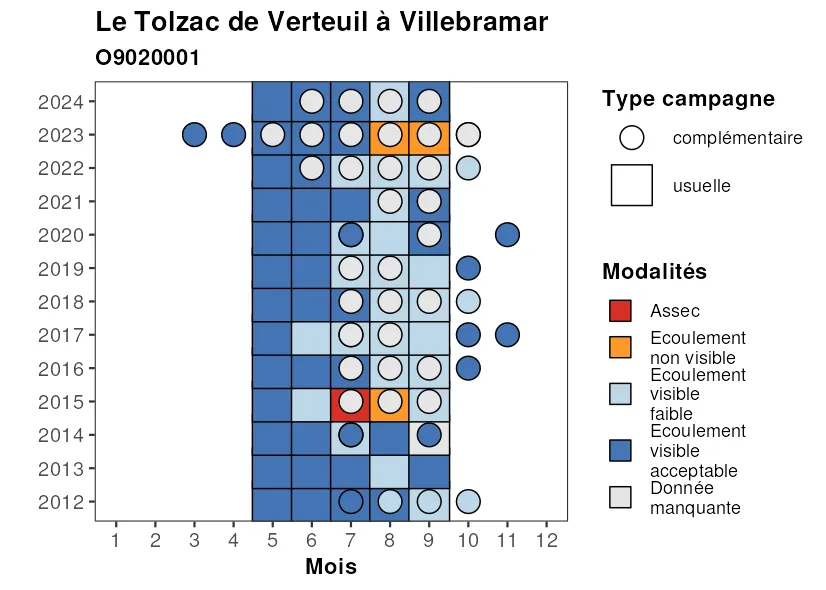 Le Tolzac de Verteuil à Villebramar
O9020001
2024
2023
2022
2021
2020
2019
2018
2017
2016
2015
2014
2013
2012
1 2 3 4 5 6 7 8 9 10 11 12
Mois
Type campagne
complémentaire
usuelle
Modalités
Assec
Ecoulement
non visible
Ecoulement
visible
faible
Ecoulement
visible
acceptable
Donnée
manquante